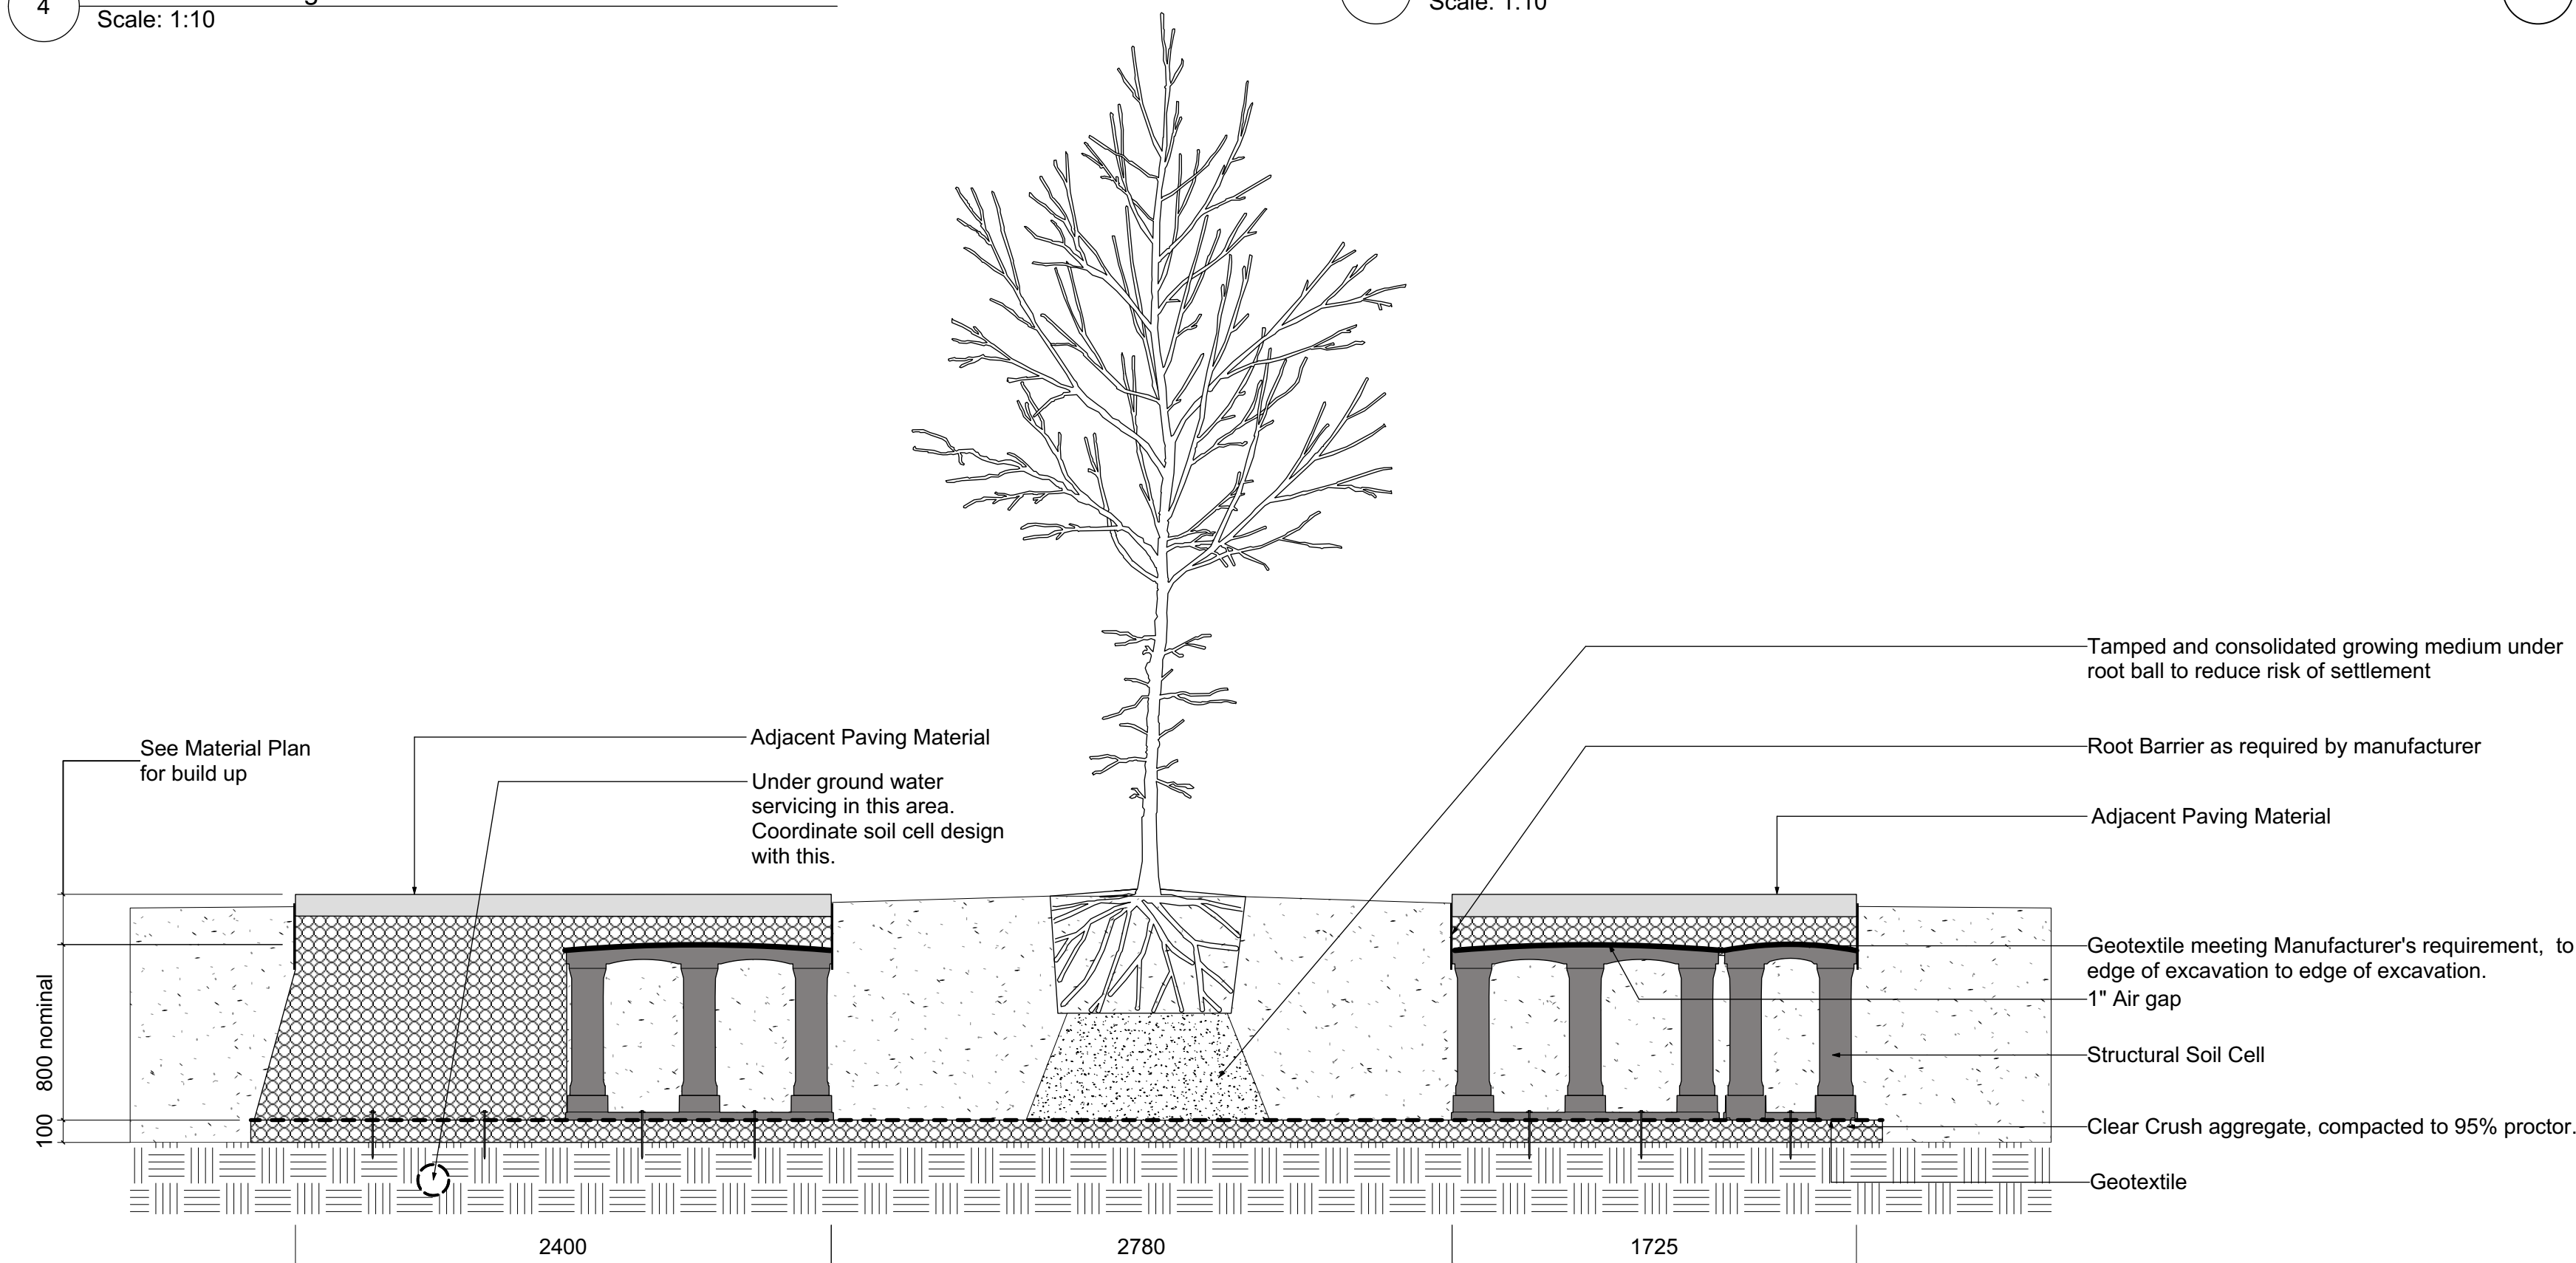 4
Scale: 1:10
Scale: 1:10
See Material Plan
for build up
Adjacent Paving Material
Under ground water
servicing in this area.
Coordinate soil cell design
with this.
Tamped and consolidated growing medium under
root ball to reduce risk of settlement
Root Barrier as required by manufacturer
Adjacent Paving Material
Geotextile meeting Manufacturer's requirement, to
edge of excavation to edge of excavation.
1" Air gap
Structural Soil Cell
Clear Crush aggregate, compacted to 95% proctor.
Geotextile
800 nominal
100
2400
2780
1725